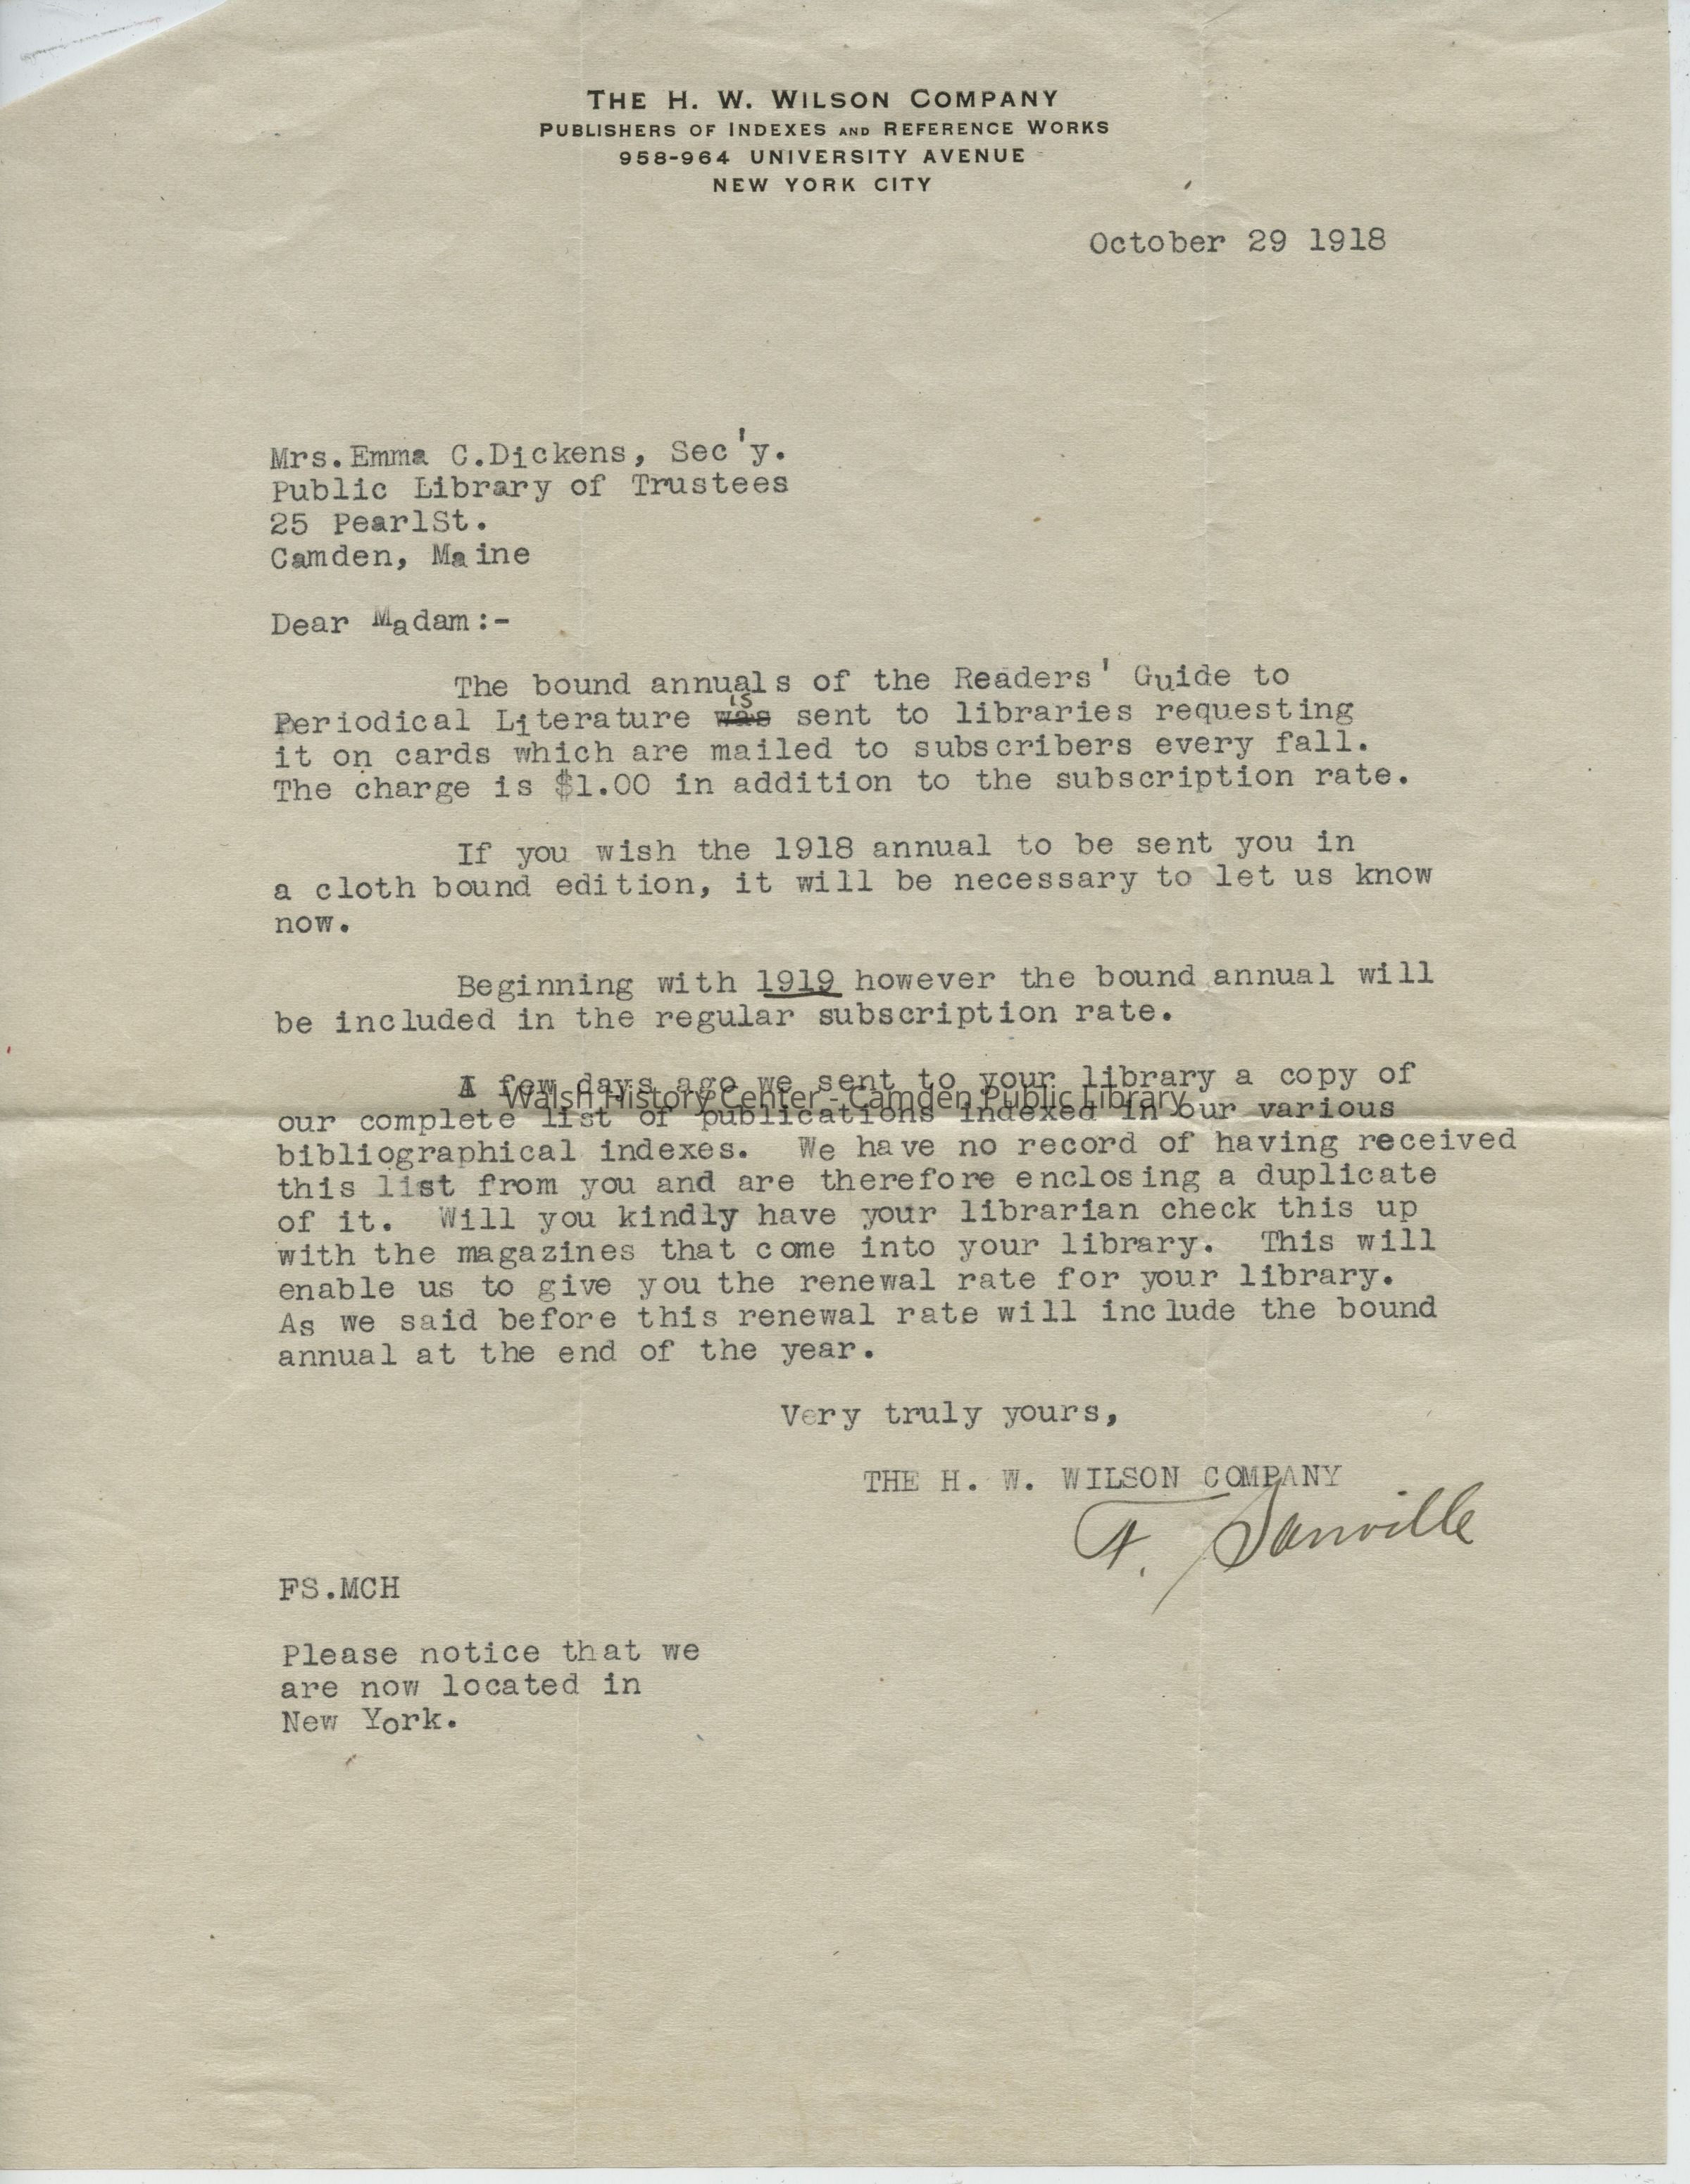 THE H. W. WILSON COMPANY
PUBLISHERS OF INDEXES AND REFERENCE WORKS
958-964 UNIVERSITY AVENUE
NEW YORK CITY
October 29 1918
Mrs.Emma C.Dickens, Sec'y.
Public Library of Trustees
25 PearlSt.
Camden, Maine
Dear Madam:-
The bound annuals of the Readers' Guide to
is
Periodical Literature was sent to libraries requesting
it on cards which are mailed to subscribers every fall.
The charge is $1.00 in addition to the subscription rate.
If you wish the 1918 annual to be sent you in
a cloth bound edition, it will be necessary to let us know
now.
Beginning with 1919 however the bound annual will
be included in the regular subscription rate.
A few days ago we sent to your library a copy of
Walsh History Center - Camden Public Library
our complete list of publications indexed in our various
bibliographical indexes. We have no record of having received
this list from you and are therefore enclosing a duplicate
of it. Will you kindly have your librarian check this up
with the magazines that come into your library. This will
enable us to give you the renewal rate for your library.
As we said before this renewal rate will include the bound
annual at the end of the year.
Very truly yours,
THE H. W. WILSON COMPANY
F. Sanville
FS.MCH
Please notice that we
are now located in
New York.